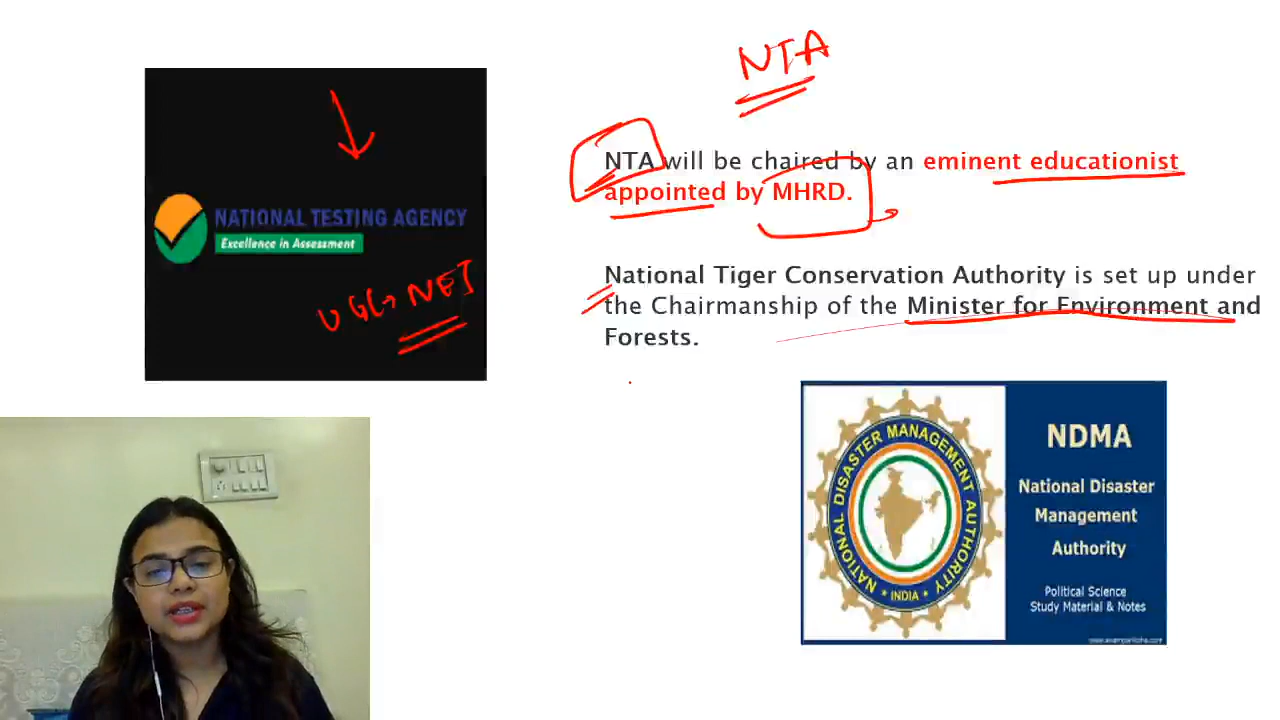 NTA
NATIONAL TESTING AGENCY
Excellence in Assessment
UGC NET
NTA will be chaired by an eminent educationist
appointed by MHRD.
National Tiger Conservation Authority is set up under
the Chairmanship of the Minister for Environment and
Forests.
NATIONAL DISASTER MANAGEMENT AUTHORITY
INDIA
NDMA
National Disaster
Management
Authority
Political Science
Study Material & Notes